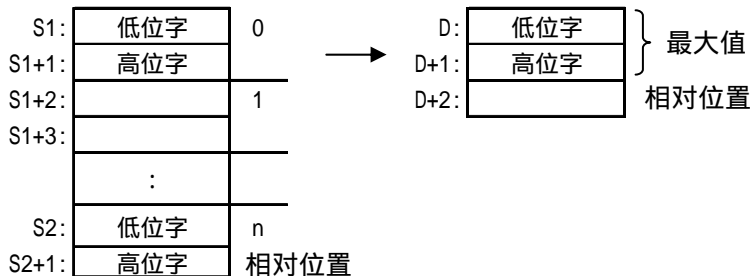 S1: 低位字 0
S1+1: 高位字
S1+2: 1
S1+3:
:
S2: 低位字 n
S2+1: 高位字 相对位置
D: 低位字
D+1: 高位字
最大值
D+2: 相对位置